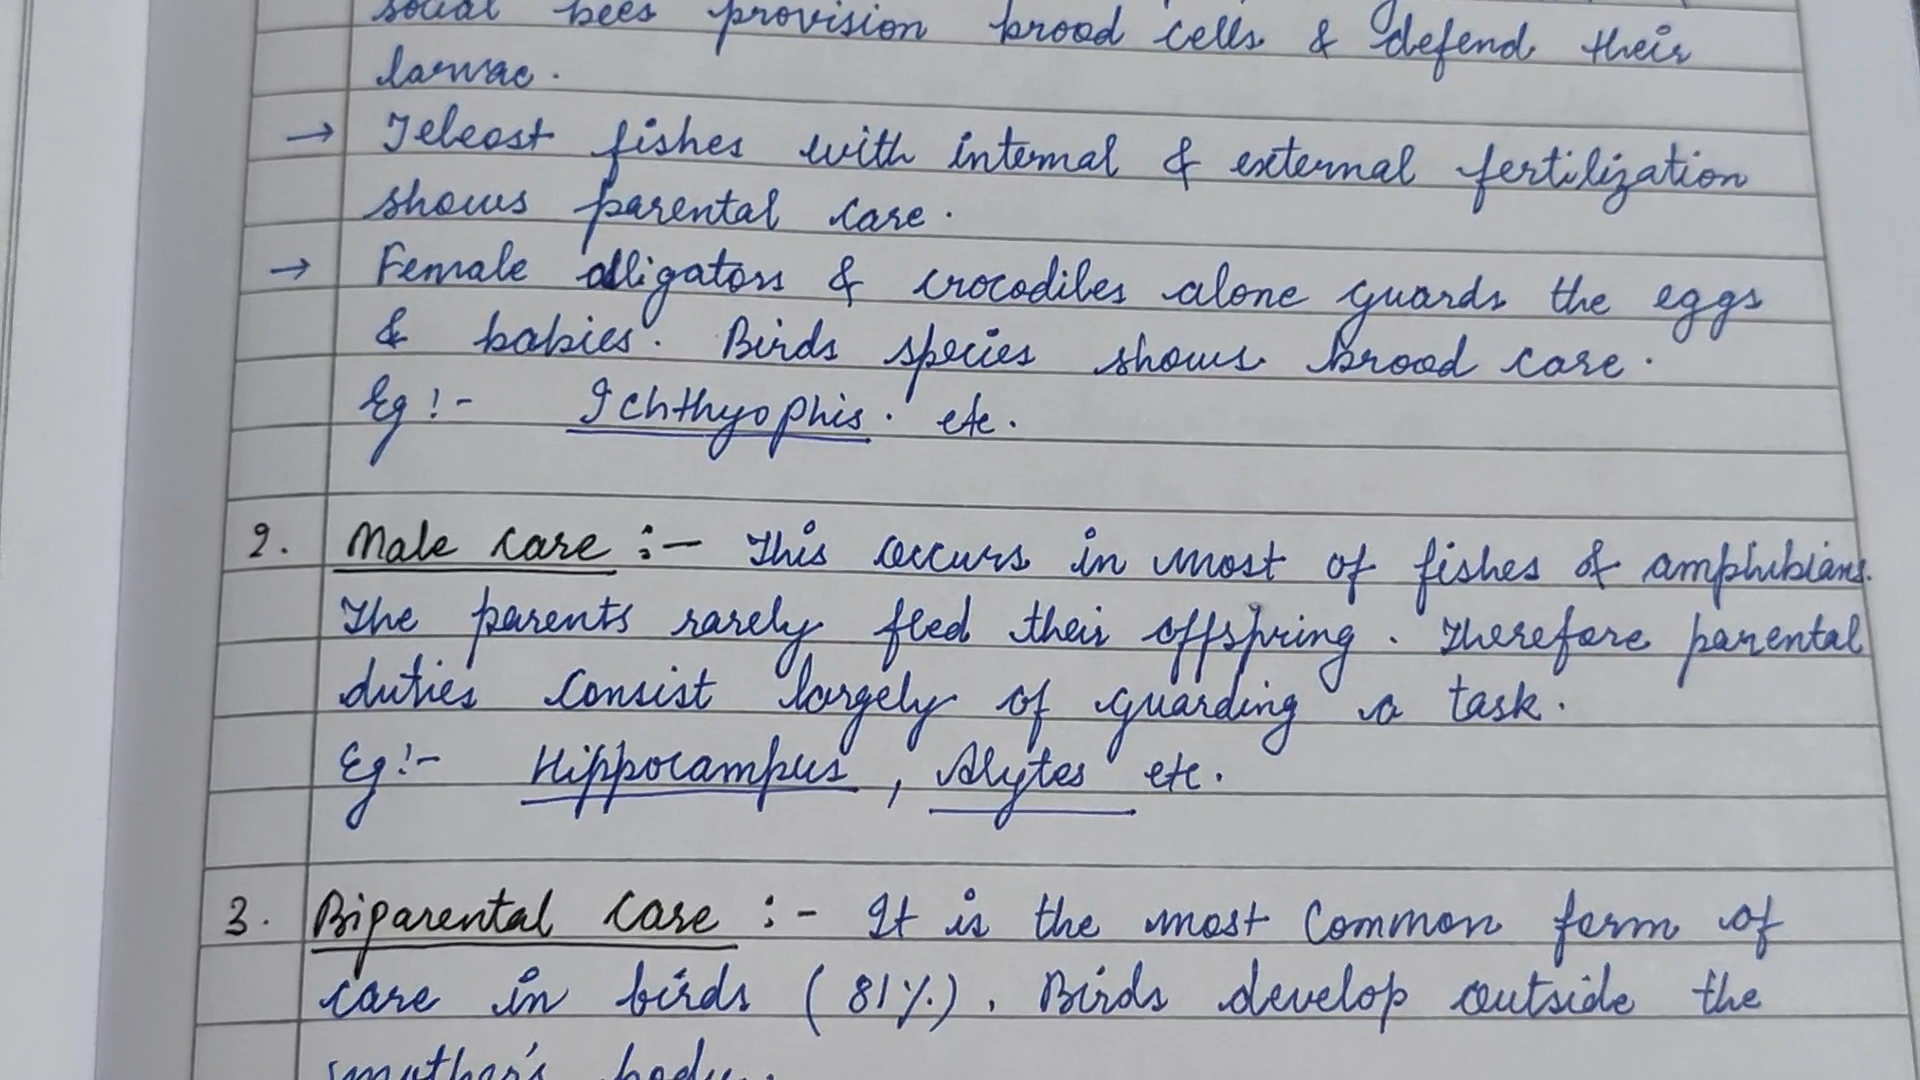 social bees provision brood cells & defend their
larvae.
→ Teleost fishes with internal & external fertilization
shows parental care.
→ Female alligators & crocodiles alone guards the eggs
& babies. Birds species shows brood care.
Eg:- Ichthyophis. etc.
2. Male care :- This occurs in most of fishes & amphibians.
The parents rarely feed their offspring. Therefore parental
duties consist largely of guarding a task.
Eg:- Hippocampus, Alytes etc.
3. Biparental Care :- It is the most Common form of
care in birds (81%). Birds develop outside the
mother's body.